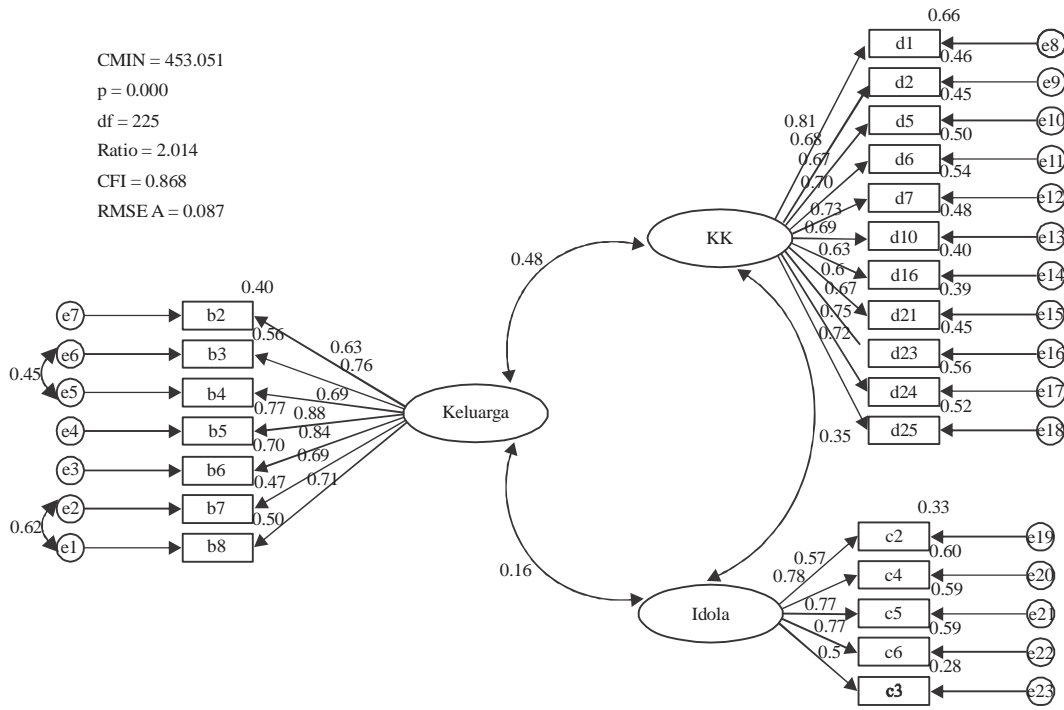 CMIN = 453.051
p = 0.000
df = 225
Ratio = 2.014
CFI = 0.868
RMSE A = 0.087
0.40
e7
b2
0.56
e6
b3
0.45
e5
b4
0.77
e4
b5
0.70
e3
b6
0.47
e2
b7
0.50
0.62
e1
b8
0.63
0.76
0.69
0.88
0.84
0.69
0.71
Keluarga
0.48
0.16
0.35
KK
0.81
0.68
0.67
0.70
0.73
0.69
0.63
0.6
0.67
0.75
0.72
0.66
d1
e8
0.46
d2
e9
0.45
d5
e10
0.50
d6
e11
0.54
d7
e12
0.48
d10
e13
0.40
d16
e14
0.39
d21
e15
0.45
d23
e16
0.56
d24
e17
0.52
d25
e18
Idola
0.57
0.78
0.77
0.77
0.5
0.33
c2
e19
0.60
c4
e20
0.59
c5
e21
0.59
c6
e22
0.28
c3
e23